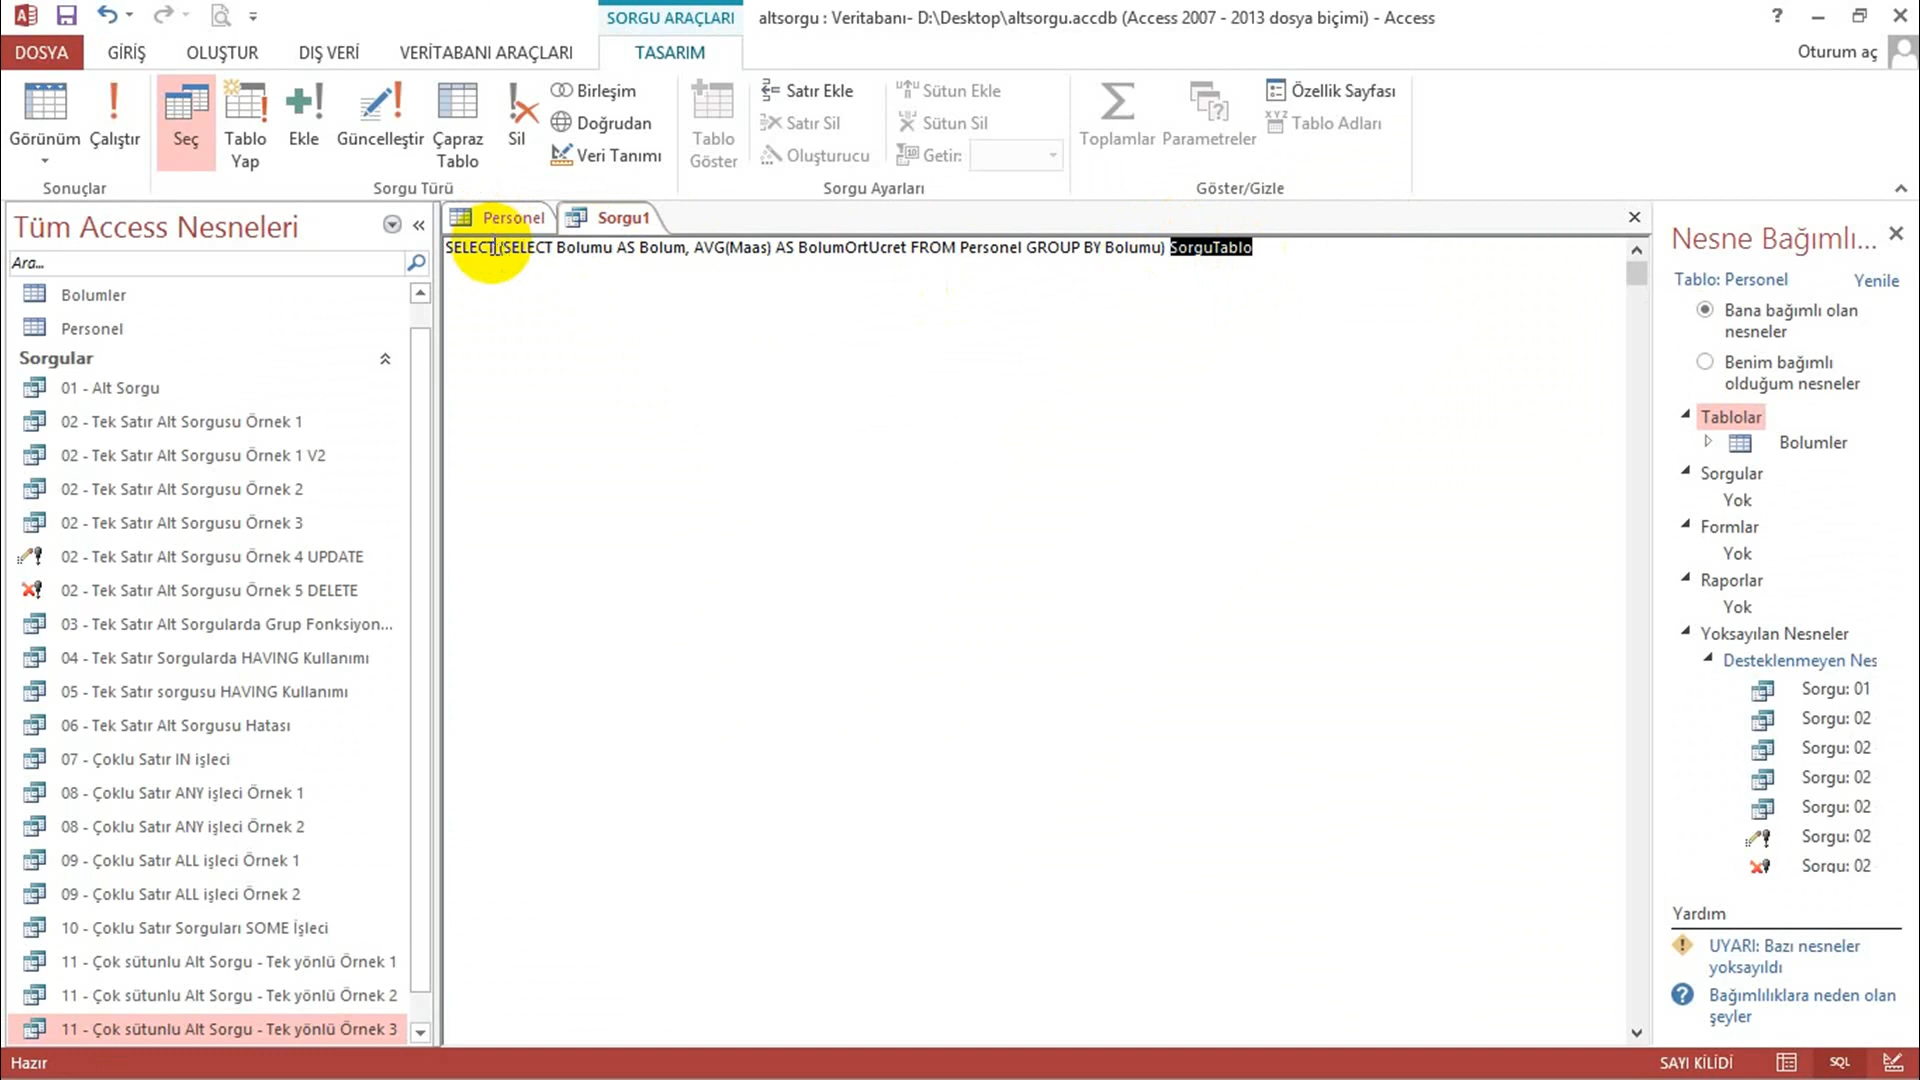 SORGU ARAÇLARI
altsorgu : Veritabanı- D:\Desktop\altsorgu.accdb (Access 2007 - 2013 dosya biçimi) - Access
?
DOSYA GİRİŞ OLUŞTUR DIŞ VERİ VERİTABANI ARAÇLARI TASARIM
Oturum aç
Görünüm
Çalıştır
Seç
Tablo Yap
Ekle
Güncelleştir
Çapraz Tablo
Sil
Birleşim
Doğrudan
Veri Tanımı
Tablo Göster
Satır Ekle
Satır Sil
Oluşturucu
Sütun Ekle
Sütun Sil
Getir:
Toplamlar
Parametreler
Özellik Sayfası
Tablo Adları
Sonuçlar
Sorgu Türü
Sorgu Ayarları
Göster/Gizle
Tüm Access Nesneleri
Ara...
Bolumler
Personel
Sorgular
01 - Alt Sorgu
02 - Tek Satır Alt Sorgusu Örnek 1
02 - Tek Satır Alt Sorgusu Örnek 1 V2
02 - Tek Satır Alt Sorgusu Örnek 2
02 - Tek Satır Alt Sorgusu Örnek 3
02 - Tek Satır Alt Sorgusu Örnek 4 UPDATE
02 - Tek Satır Alt Sorgusu Örnek 5 DELETE
03 - Tek Satır Alt Sorgularda Grup Fonksiyon...
04 - Tek Satır Sorgularda HAVING Kullanımı
05 - Tek Satır sorgusu HAVING Kullanımı
06 - Tek Satır Alt Sorgusu Hatası
07 - Çoklu Satır IN işleci
08 - Çoklu Satır ANY işleci Örnek 1
08 - Çoklu Satır ANY işleci Örnek 2
09 - Çoklu Satır ALL işleci Örnek 1
09 - Çoklu Satır ALL işleci Örnek 2
10 - Çoklu Satır Sorguları SOME İşleci
11 - Çok sütunlu Alt Sorgu - Tek yönlü Örnek 1
11 - Çok sütunlu Alt Sorgu - Tek yönlü Örnek 2
11 - Çok sütunlu Alt Sorgu - Tek yönlü Örnek 3
Personel
Sorgu1
SELECT (SELECT Bolumu AS Bolum, AVG(Maas) AS BolumOrtUcret FROM Personel GROUP BY Bolumu) SorguTablo
Nesne Bağımlı...
Tablo: Personel
Yenile
Bana bağımlı olan
nesneler
Benim bağımlı
olduğum nesneler
Tablolar
Bolumler
Sorgular
Yok
Formlar
Yok
Raporlar
Yok
Yoksayılan Nesneler
Desteklenmeyen Nes
Sorgu: 01
Sorgu: 02
Sorgu: 02
Sorgu: 02
Sorgu: 02
Sorgu: 02
Sorgu: 02
Yardım
UYARI: Bazı nesneler
yoksayıldı
Bağımlılıklara neden olan
şeyler
Hazır
SAYI KİLİDİ
SQL